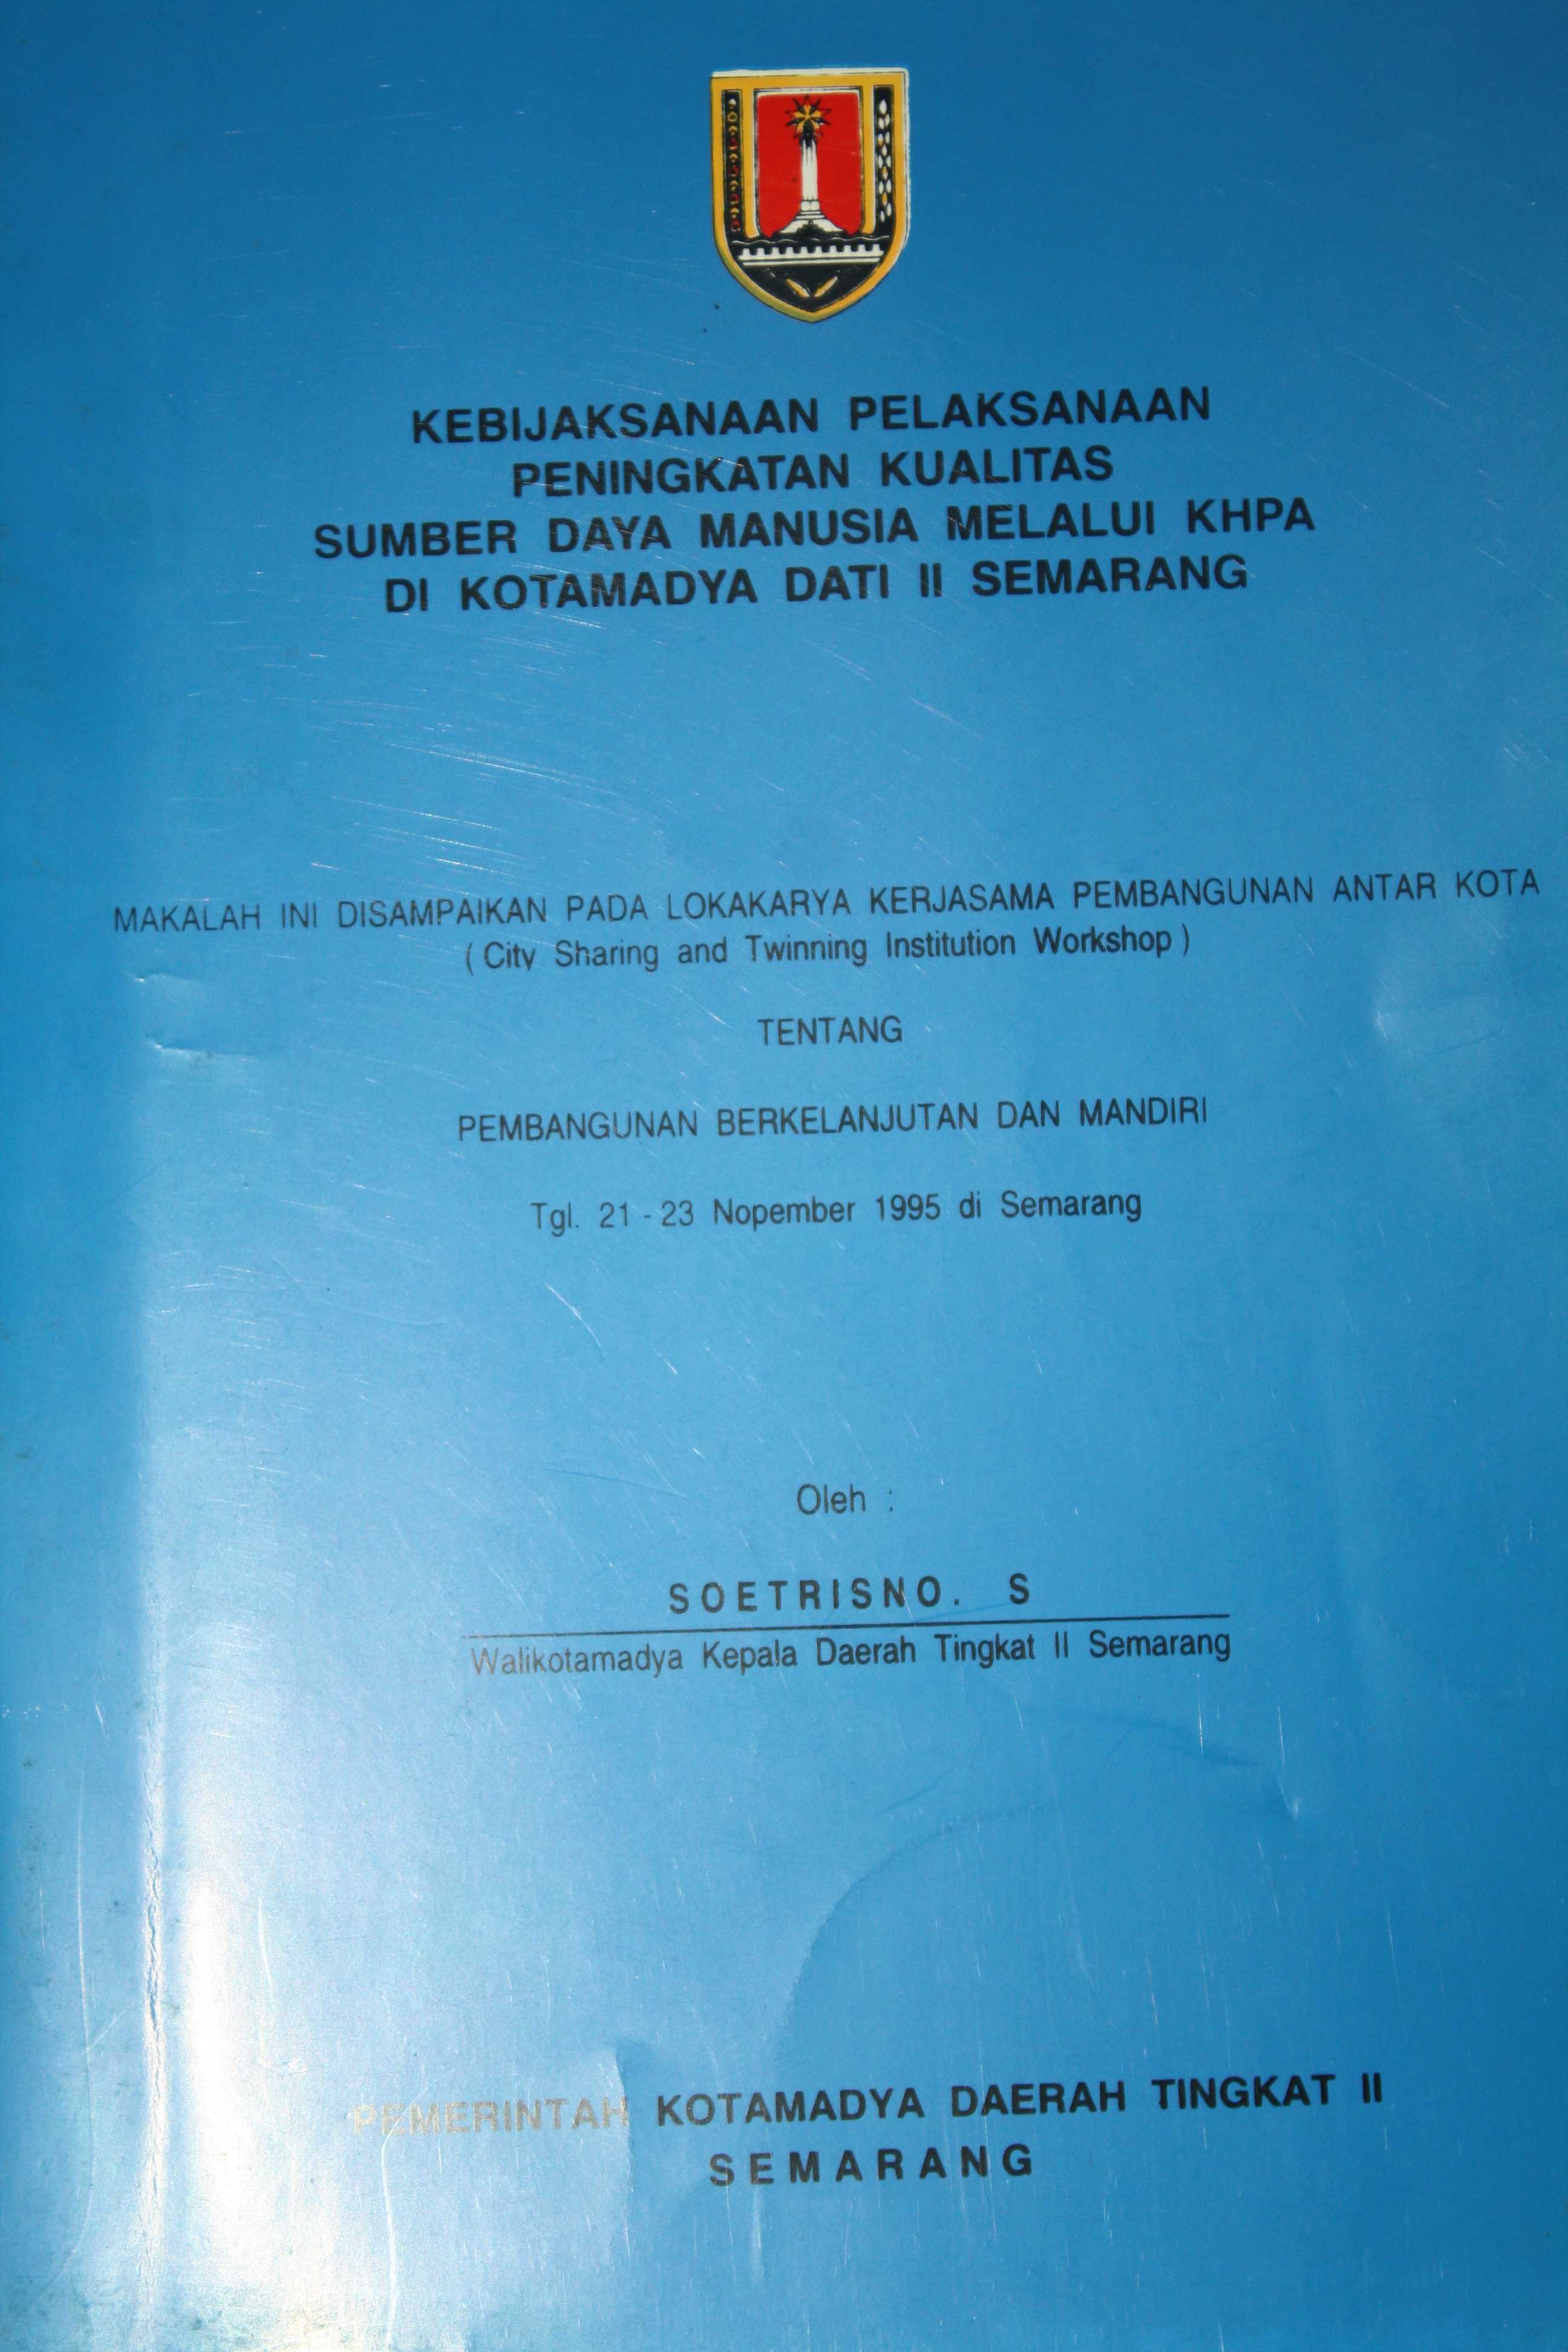 KEBIJAKSANAAN PELAKSANAAN
PENINGKATAN KUALITAS
SUMBER DAYA MANUSIA MELALUI KHPA
DI KOTAMADYA DATI II SEMARANG
MAKALAH INI DISAMPAIKAN PADA LOKAKARYA KERJASAMA PEMBANGUNAN ANTAR KOTA
( City Sharing and Twinning Institution Workshop )
TENTANG
PEMBANGUNAN BERKELANJUTAN DAN MANDIRI
Tgl. 21 - 23 Nopember 1995 di Semarang
Oleh :
SOETRISNO. S
Walikotamadya Kepala Daerah Tingkat II Semarang
PEMERINTAH KOTAMADYA DAERAH TINGKAT II
SEMARANG